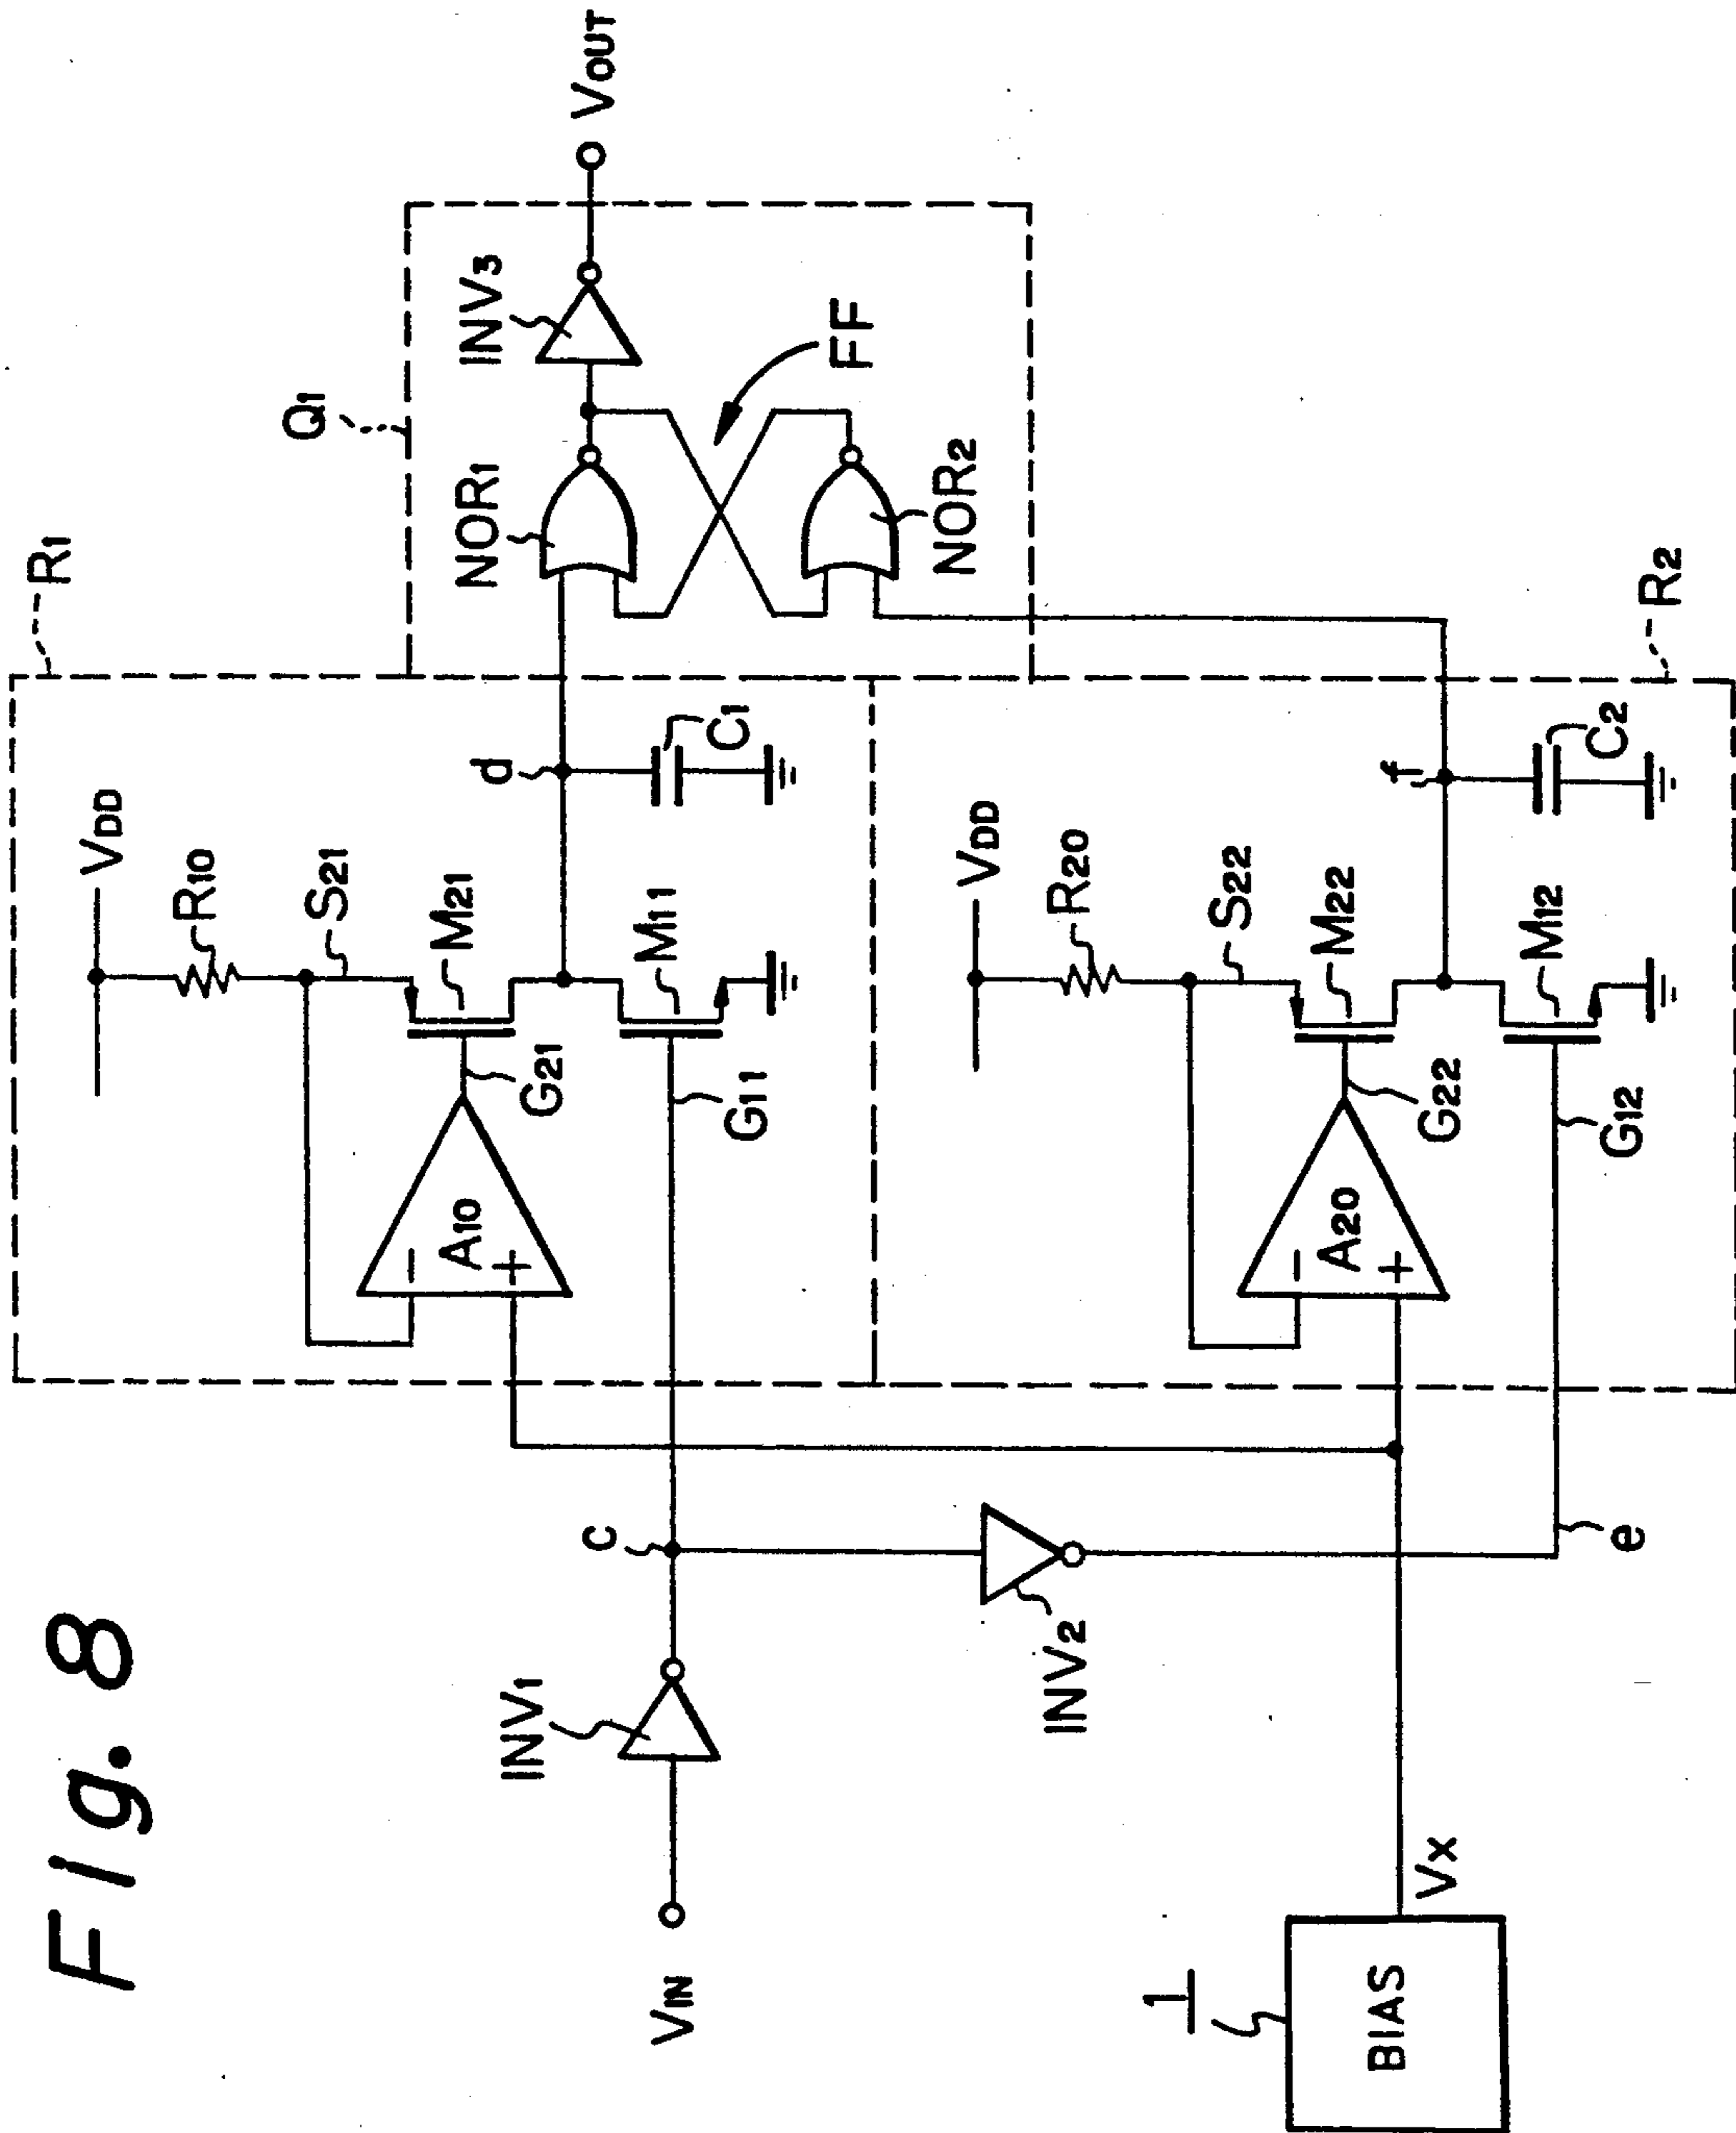 Fig. 8
R1
VDD
R10
S21
M21
G21
A10
−
+
G11
M11
d
C1
Q1
NOR1
INV3
VOUT
FF
NOR2
VIN
INV1
c
INV2
e
VDD
R20
S22
M22
G22
A20
−
+
G12
M12
f
C2
R2
1
BIAS
VX